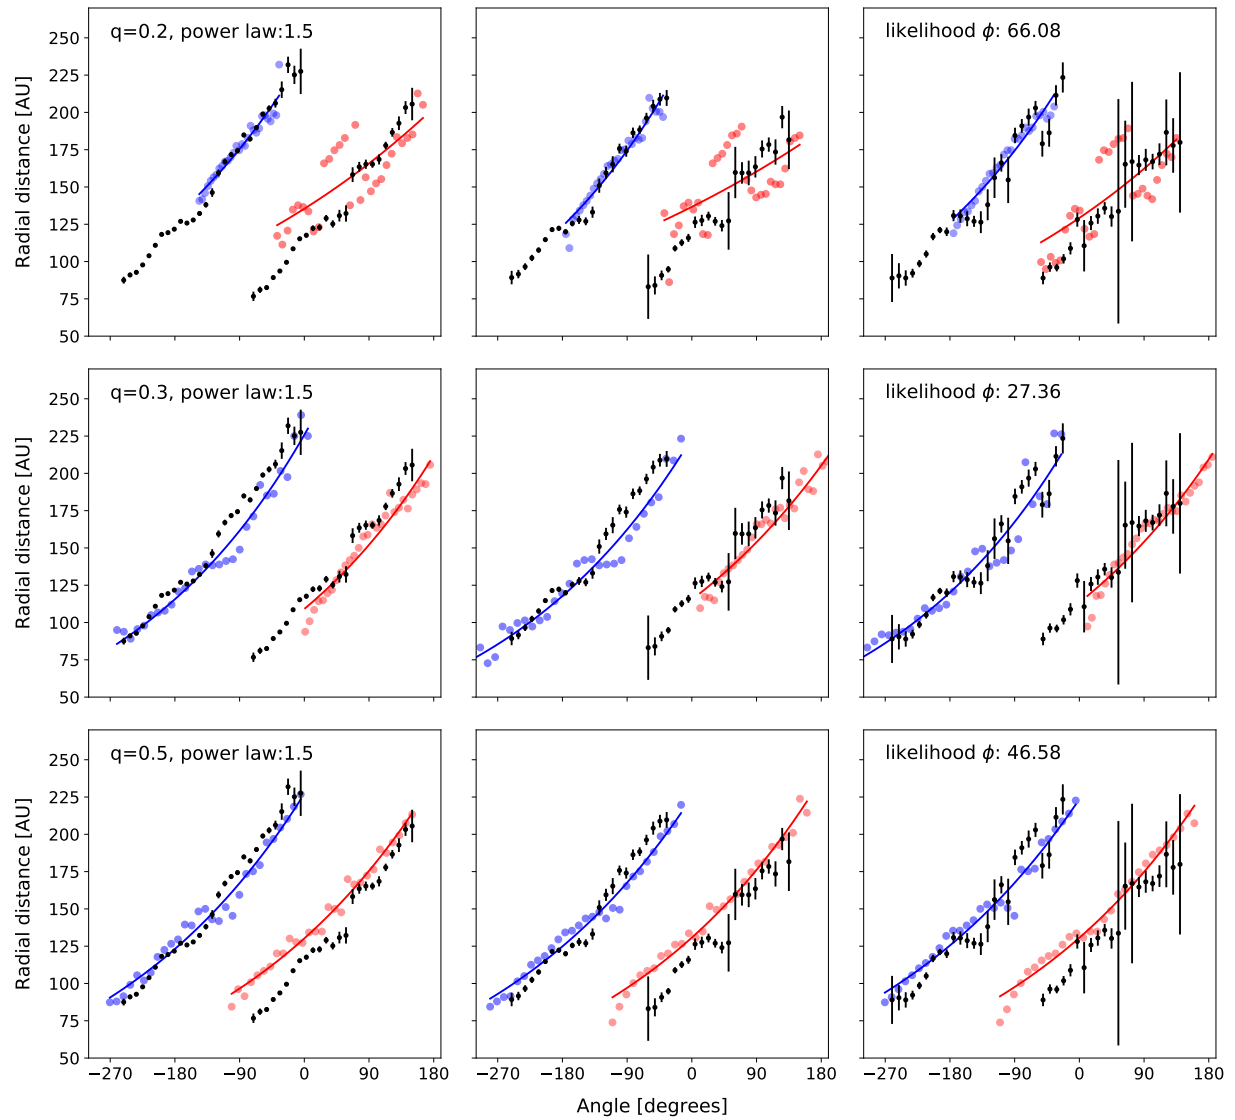 q=0.2, power law:1.5
likelihood ϕ: 66.08
250
225
200
175
150
125
100
75
50
Radial distance [AU]
q=0.3, power law:1.5
likelihood ϕ: 27.36
250
225
200
175
150
125
100
75
50
Radial distance [AU]
q=0.5, power law:1.5
likelihood ϕ: 46.58
250
225
200
175
150
125
100
75
50
Radial distance [AU]
−270 −180 −90 0 90 180
−270 −180 −90 0 90 180
−270 −180 −90 0 90 180
Angle [degrees]